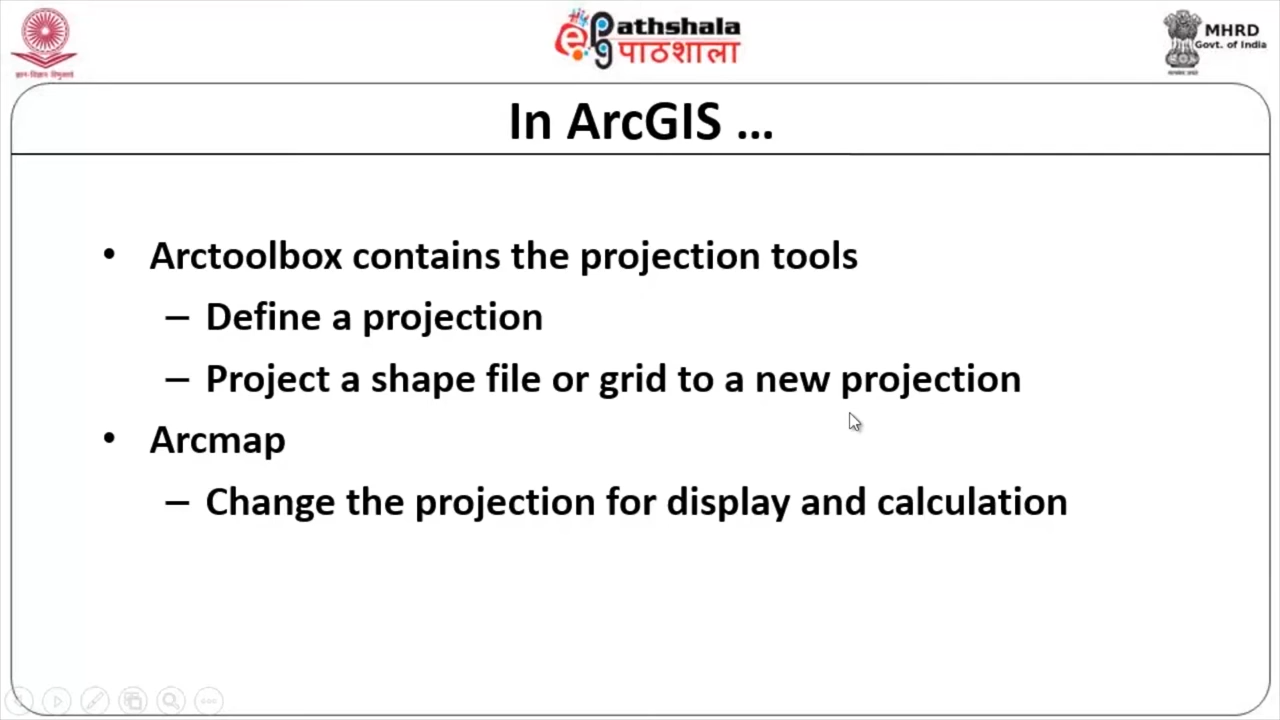 ePathshala
पाठशाला
MHRD
Govt. of India
In ArcGIS ...
• Arctoolbox contains the projection tools
– Define a projection
– Project a shape file or grid to a new projection
• Arcmap
– Change the projection for display and calculation